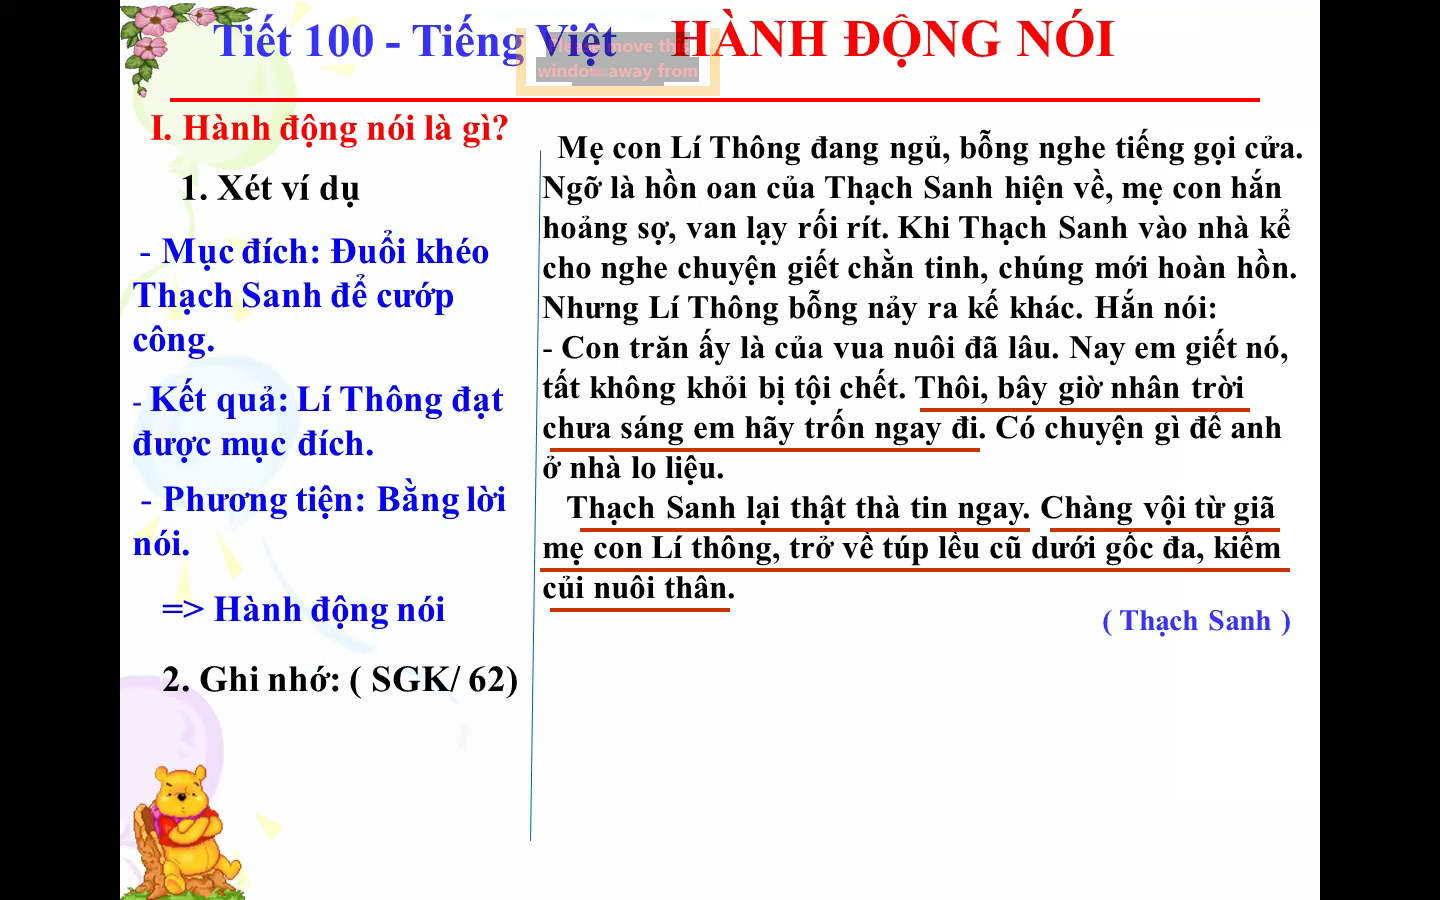 Tiết 100 - Tiếng Việt HÀNH ĐỘNG NÓI
Please move this
window away from
I. Hành động nói là gì?
1. Xét ví dụ
- Mục đích: Đuổi khéo
Thạch Sanh để cướp
công.
- Kết quả: Lí Thông đạt
được mục đích.
- Phương tiện: Bằng lời
nói.
=> Hành động nói
2. Ghi nhớ: ( SGK/ 62)
Mẹ con Lí Thông đang ngủ, bỗng nghe tiếng gọi cửa.
Ngỡ là hồn oan của Thạch Sanh hiện về, mẹ con hắn
hoảng sợ, van lạy rối rít. Khi Thạch Sanh vào nhà kể
cho nghe chuyện giết chằn tinh, chúng mới hoàn hồn.
Nhưng Lí Thông bỗng nảy ra kế khác. Hắn nói:
- Con trăn ấy là của vua nuôi đã lâu. Nay em giết nó,
tất không khỏi bị tội chết. Thôi, bây giờ nhân trời
chưa sáng em hãy trốn ngay đi. Có chuyện gì để anh
ở nhà lo liệu.
Thạch Sanh lại thật thà tin ngay. Chàng vội từ giã
mẹ con Lí thông, trở về túp lều cũ dưới gốc đa, kiếm
củi nuôi thân.
( Thạch Sanh )